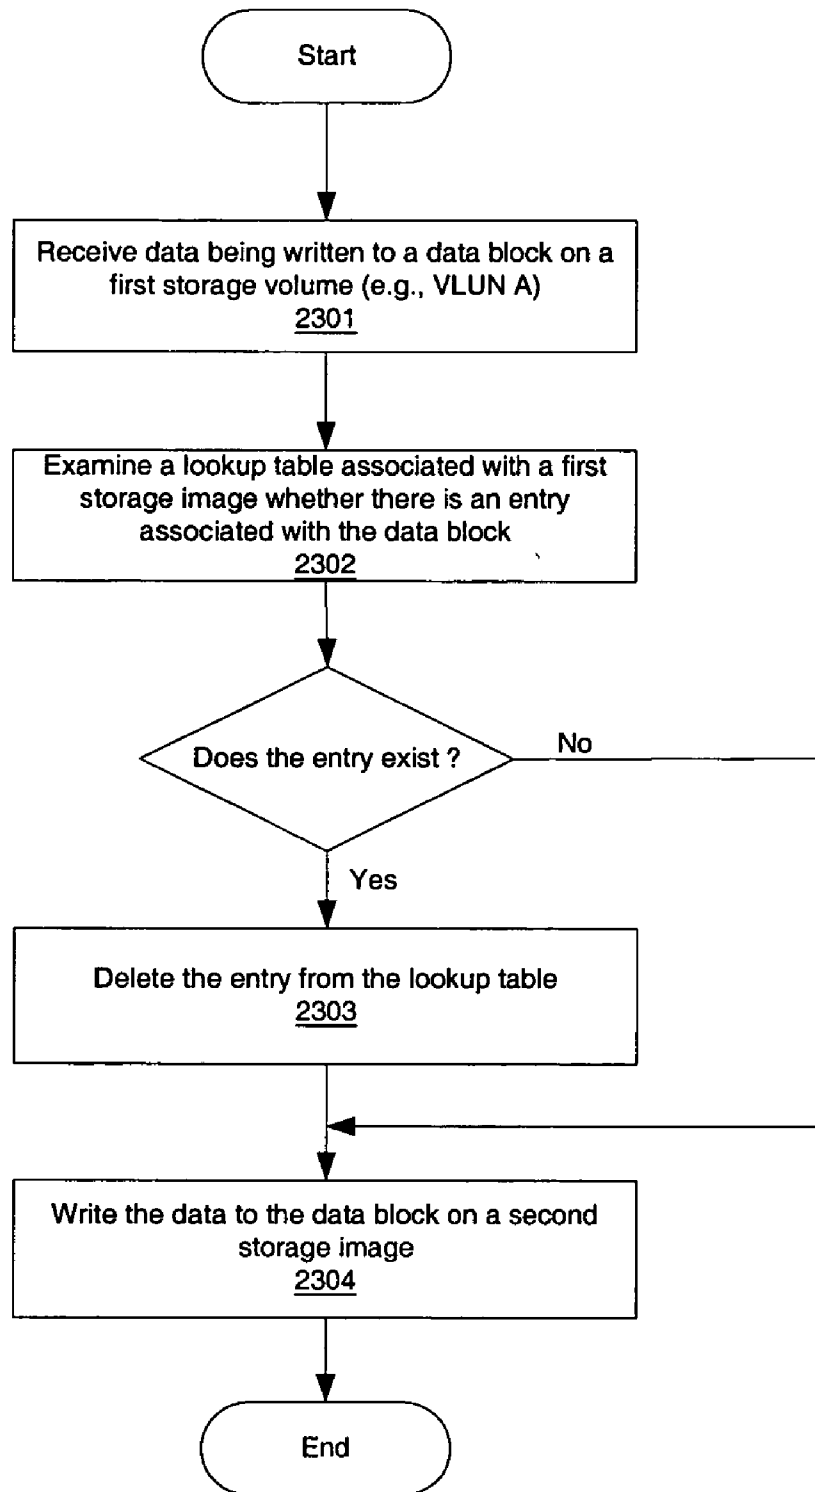 Start
Receive data being written to a data block on a
first storage volume (e.g., VLUN A)
2301
Examine a lookup table associated with a first
storage image whether there is an entry
associated with the data block
2302
Does the entry exist ?
No
Yes
Delete the entry from the lookup table
2303
Write the data to the data block on a second
storage image
2304
End